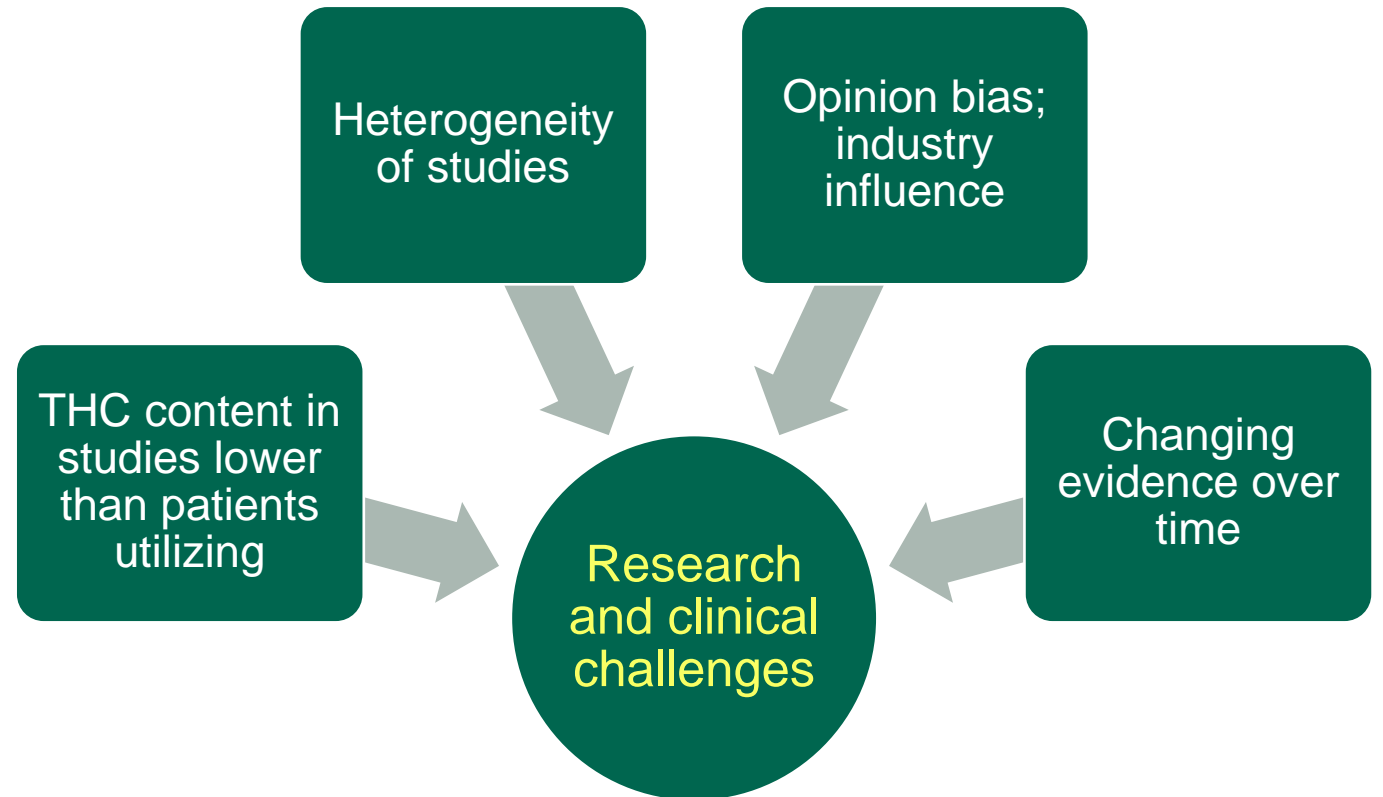 Heterogeneity
of studies
Opinion bias;
industry
influence
THC content in
studies lower
than patients
utilizing
Changing
evidence over
time
Research
and clinical
challenges